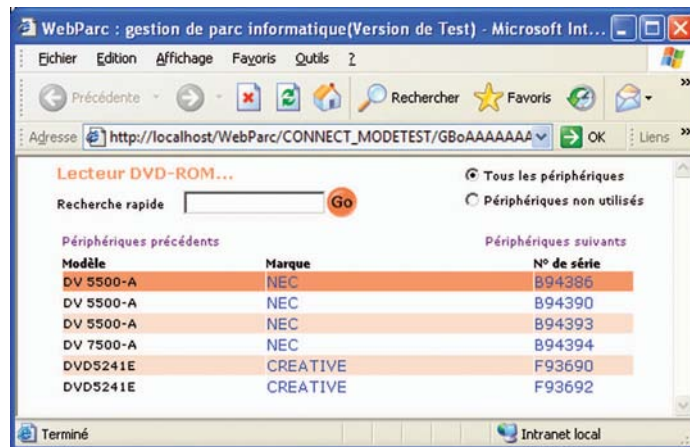 WebParc : gestion de parc informatique(Version de Test) - Microsoft Int...
Fichier Edition Affichage Favoris Outils ?
Précédente Rechercher Favoris »
Adresse http://localhost/WebParc/CONNECT_MODETEST/GBoAAAAAAA OK Liens »
Lecteur DVD-ROM...
Tous les périphériques
Recherche rapide Go
Périphériques non utilisés
Périphériques précédents Périphériques suivants
Modèle Marque N° de série
DV 5500-A NEC B94386
DV 5500-A NEC B94390
DV 5500-A NEC B94393
DV 7500-A NEC B94394
DVD5241E CREATIVE F93690
DVD5241E CREATIVE F93692
Terminé Intranet local